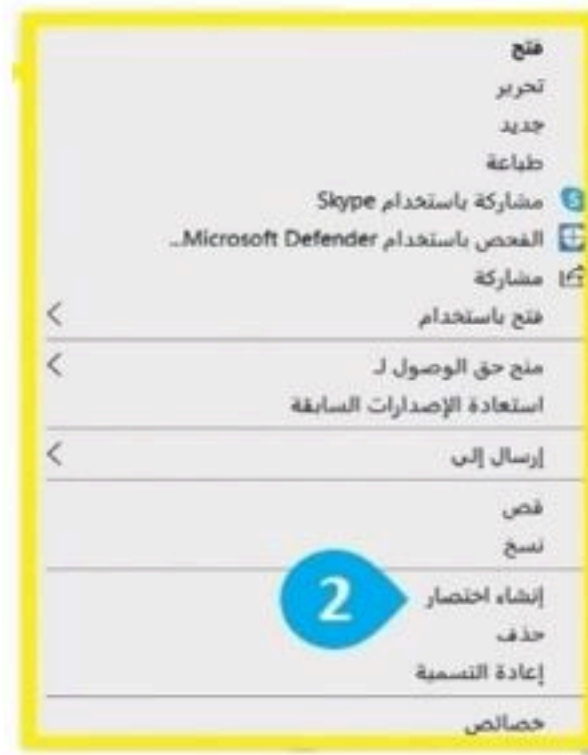 فتح
تحرير
جديد
طباعة
مشاركة باستخدام Skype
الفحص باستخدام Microsoft Defender...
مشاركة
فتح باستخدام
منح حق الوصول لـ
استعادة الإصدارات السابقة
إرسال إلى
قص
نسخ
إنشاء اختصار
2
حذف
إعادة التسمية
خصائص